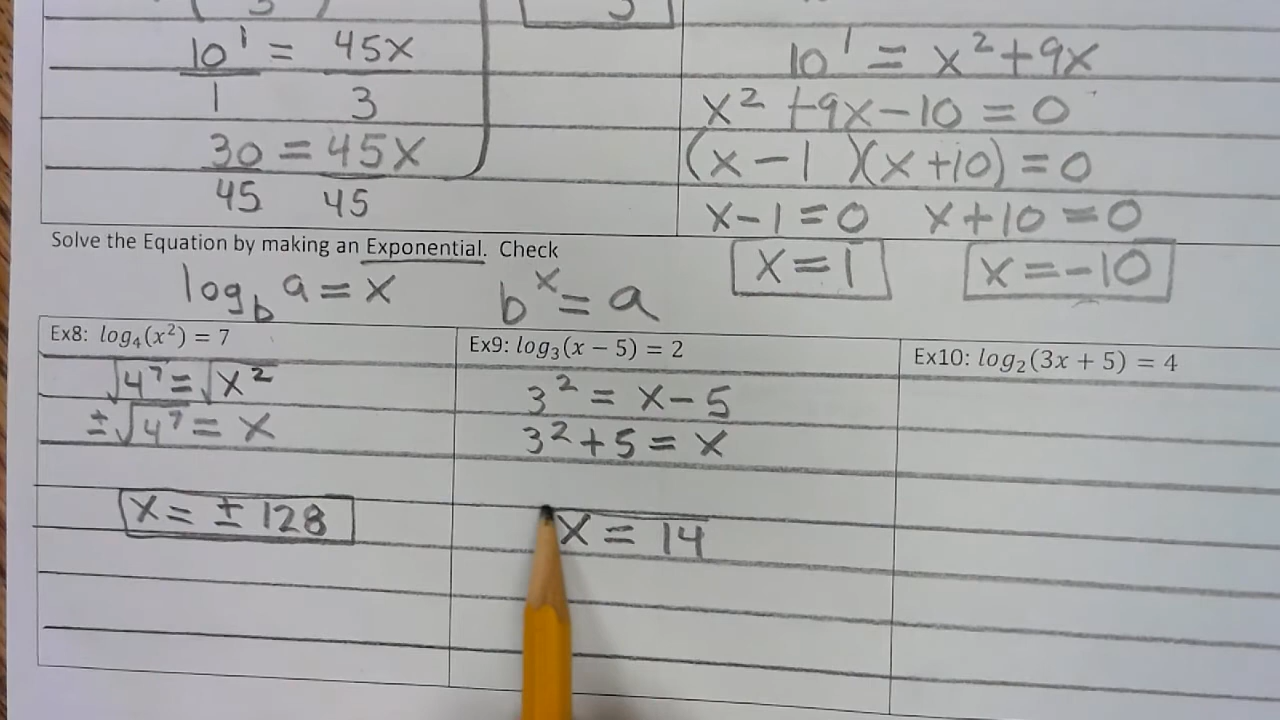 10¹ = 45x
1 3
30 = 45x
45 45
10¹ = x² + 9x
x² + 9x - 10 = 0
(x - 1)(x + 10) = 0
x - 1 = 0 x + 10 = 0
x = 1 x = -10
Solve the Equation by making an Exponential. Check
log_b a = x b^x = a
Ex8: log₄(x²) = 7
√4⁷ = √x²
±√4⁷ = x
x = ± 128
Ex9: log₃(x − 5) = 2
3² = x - 5
3² + 5 = x
x = 14
Ex10: log₂(3x + 5) = 4